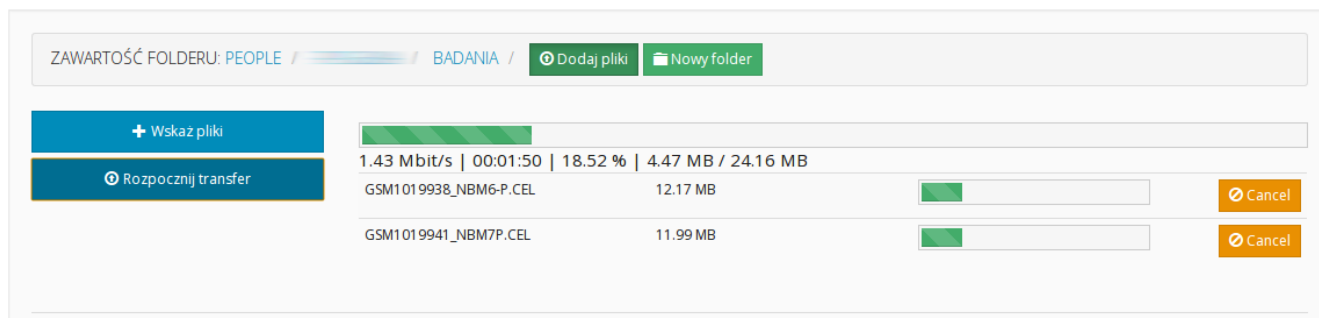 ZAWARTOŚĆ FOLDERU: PEOPLE / / BADANIA / Dodaj pliki Nowy folder
Wskaż pliki
Rozpocznij transfer
1.43 Mbit/s | 00:01:50 | 18.52 % | 4.47 MB / 24.16 MB
GSM1019938_NBM6-P.CEL 12.17 MB Cancel
GSM1019941_NBM7P.CEL 11.99 MB Cancel